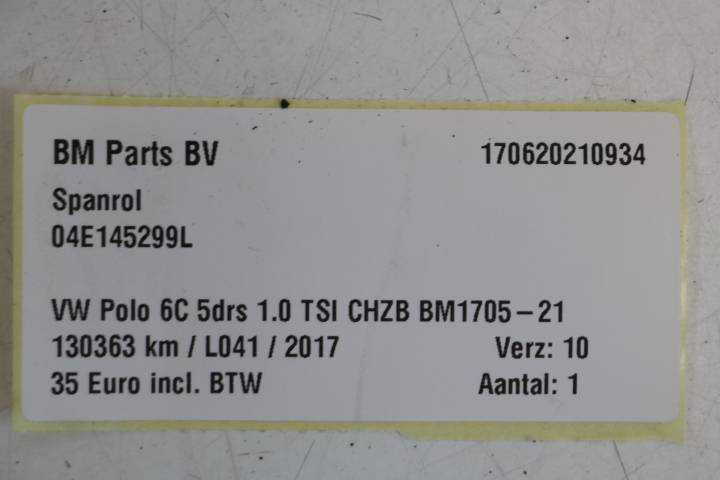 BM Parts BV 170620210934
Spanrol
04E145299L
VW Polo 6C 5drs 1.0 TSI CHZB BM1705-21
130363 km / L041 / 2017 Verz: 10
35 Euro incl. BTW Aantal: 1